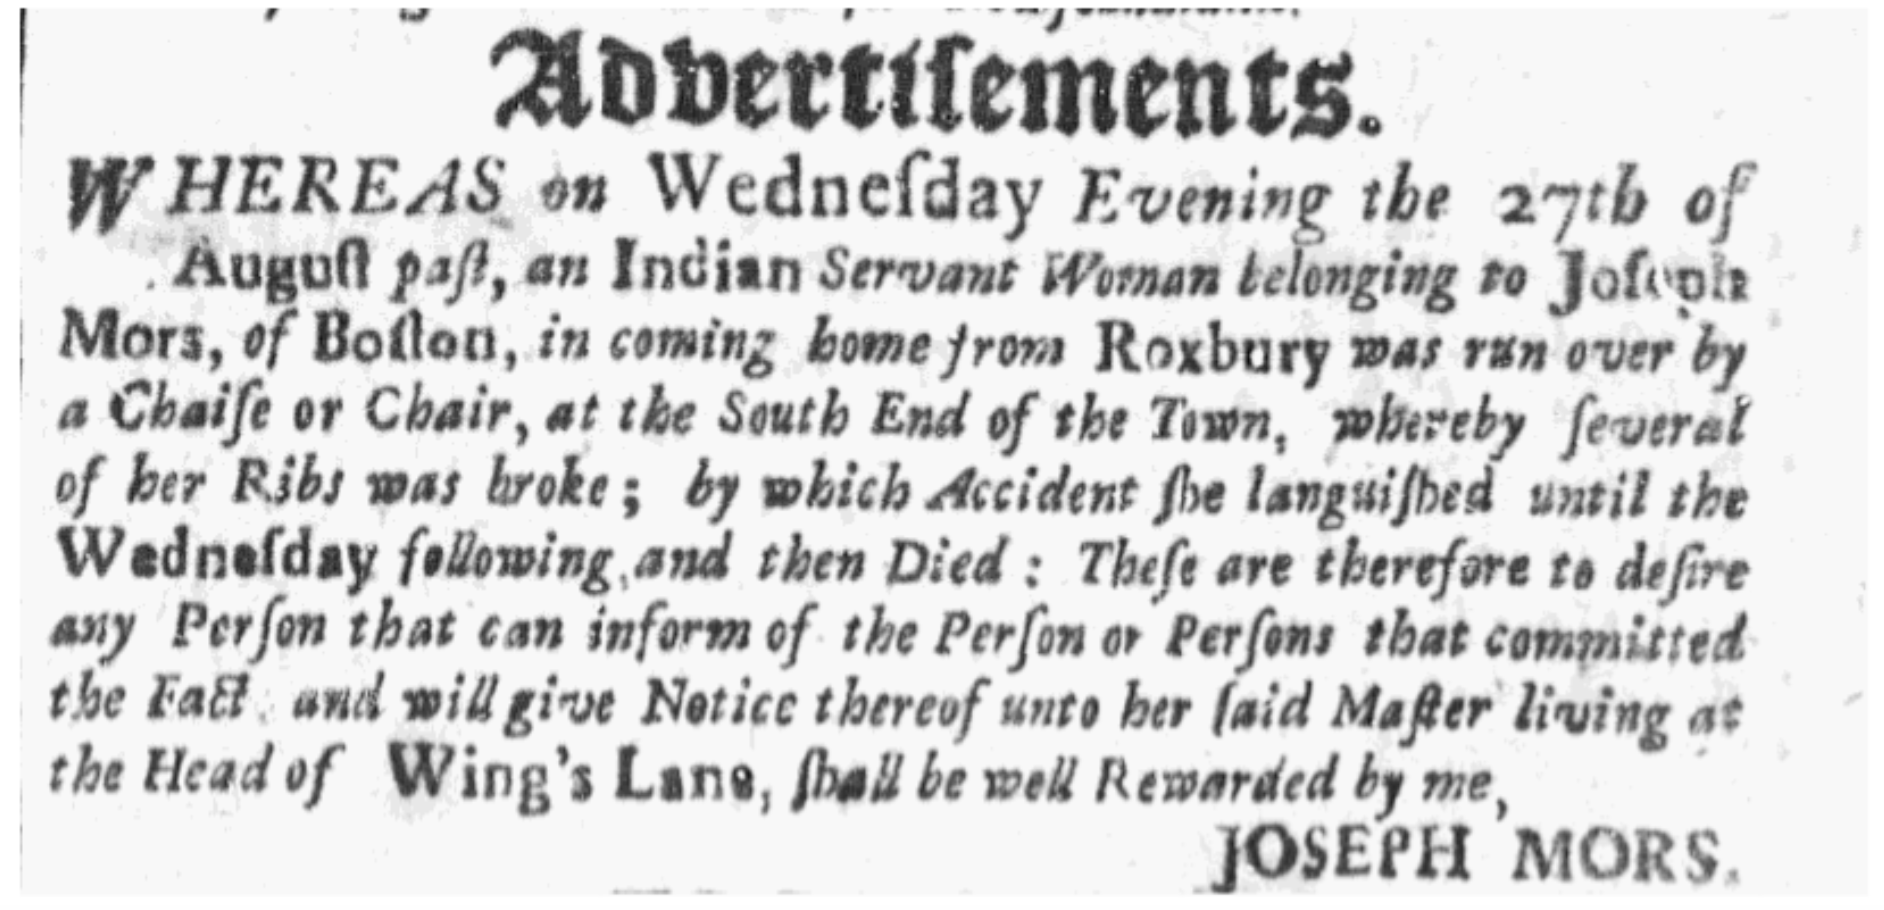 Advertiſements.
WHEREAS on Wedneſday Evening the 27th of
Auguſt paſt, an Indian Servant Woman belonging to Joſeph
Mors, of Boſton, in coming home from Roxbury was run over by
a Chaiſe or Chair, at the South End of the Town, whereby ſeveral
of her Ribs was broke; by which Accident ſhe languiſhed until the
Wedneſday following, and then Died : Theſe are therefore to deſire
any Perſon that can inform of the Perſon or Perſons that committed
the Fact and will give Notice thereof unto her ſaid Maſter living at
the Head of Wing's Lane, ſhall be well Rewarded by me,
JOSEPH MORS.